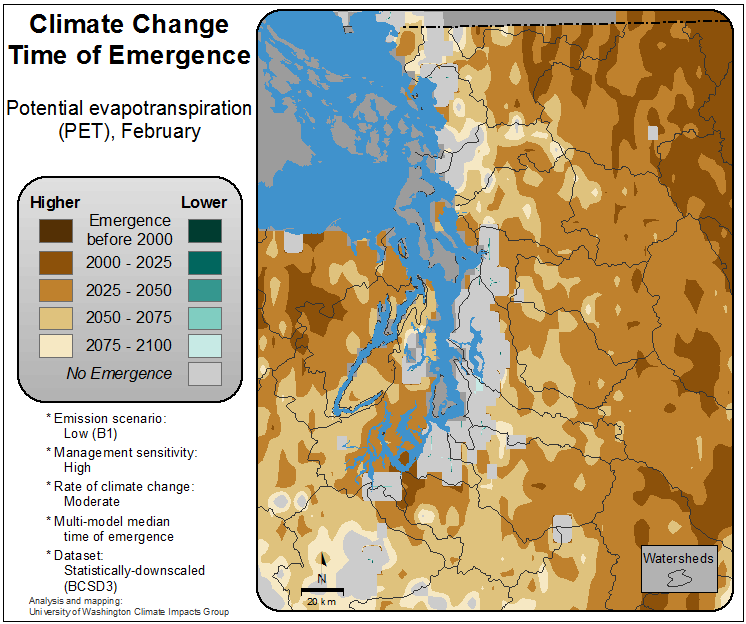 Climate Change
Time of Emergence
Potential evapotranspiration
(PET), February
Higher
Lower
Emergence
before 2000
2000 - 2025
2025 - 2050
2050 - 2075
2075 - 2100
No Emergence
* Emission scenario:
Low (B1)
* Management sensitivity:
High
* Rate of climate change:
Moderate
* Multi-model median
time of emergence
* Dataset:
Statistically-downscaled
(BCSD3)
Analysis and mapping:
University of Washington Climate Impacts Group
N
20 km
Watersheds